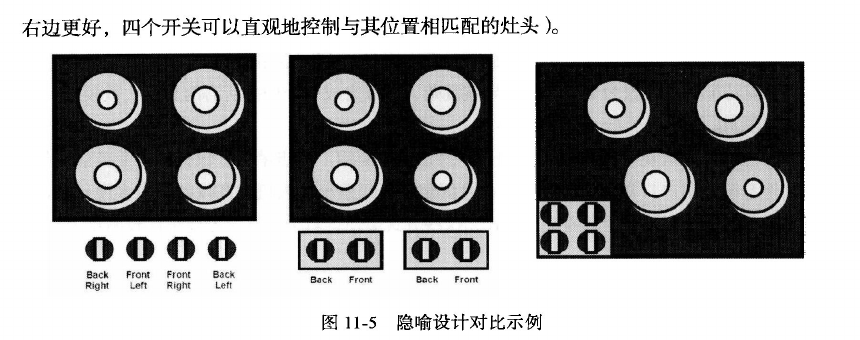 右边更好，四个开关可以直观地控制与其位置相匹配的灶头）。
Back Front Front Back
Right Left Right Left
Back Front Back Front
图 11-5 隐喻设计对比示例